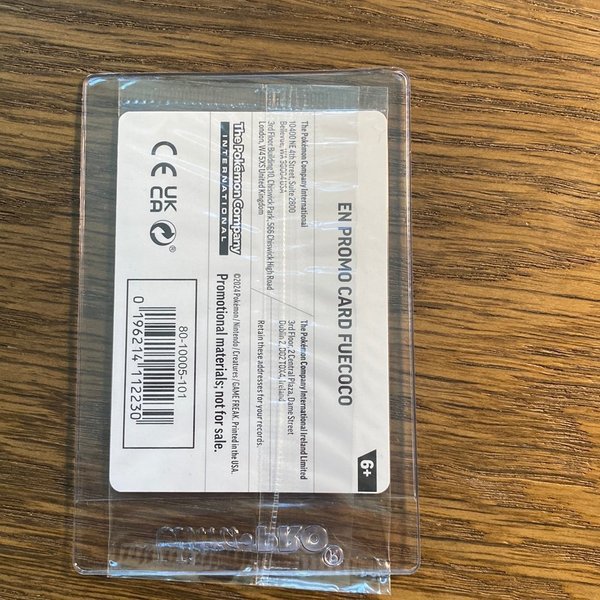 EN PROMO CARD FUECOCO
6+
The Pokémon Company International
10400 NE 4th Street, Suite 2800
Bellevue, WA 98004 USA
3rd Floor Building 10, Chiswick Park, 566 Chiswick High Road
London, W4 5XS United Kingdom
The Pokémon Company International Ireland Limited
3rd Floor, 2 Central Plaza, Dame Street
Dublin 2, D02 T0X4, Ireland
Retain these addresses for your records.
The Pokémon Company
INTERNATIONAL
©2024 Pokémon / Nintendo / Creatures / GAME FREAK. Printed in the USA.
Promotional materials; not for sale.
CE UK
CA
80-10005-101
0 196214 112230
PRO ®